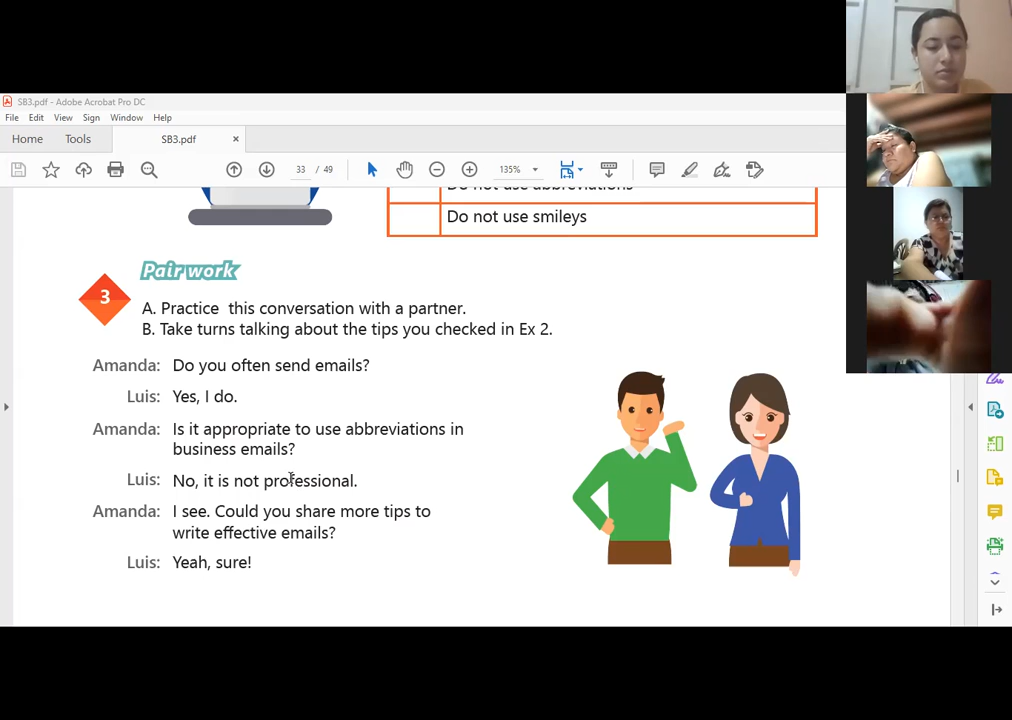 SB3.pdf - Adobe Acrobat Pro DC
File Edit View Sign Window Help
Home Tools SB3.pdf ×
33 / 49 135%
Do not use abbreviations
Do not use smileys
Pair work
3
A. Practice this conversation with a partner.
B. Take turns talking about the tips you checked in Ex 2.
Amanda: Do you often send emails?
Luis: Yes, I do.
Amanda: Is it appropriate to use abbreviations in
business emails?
Luis: No, it is not professional.
Amanda: I see. Could you share more tips to
write effective emails?
Luis: Yeah, sure!